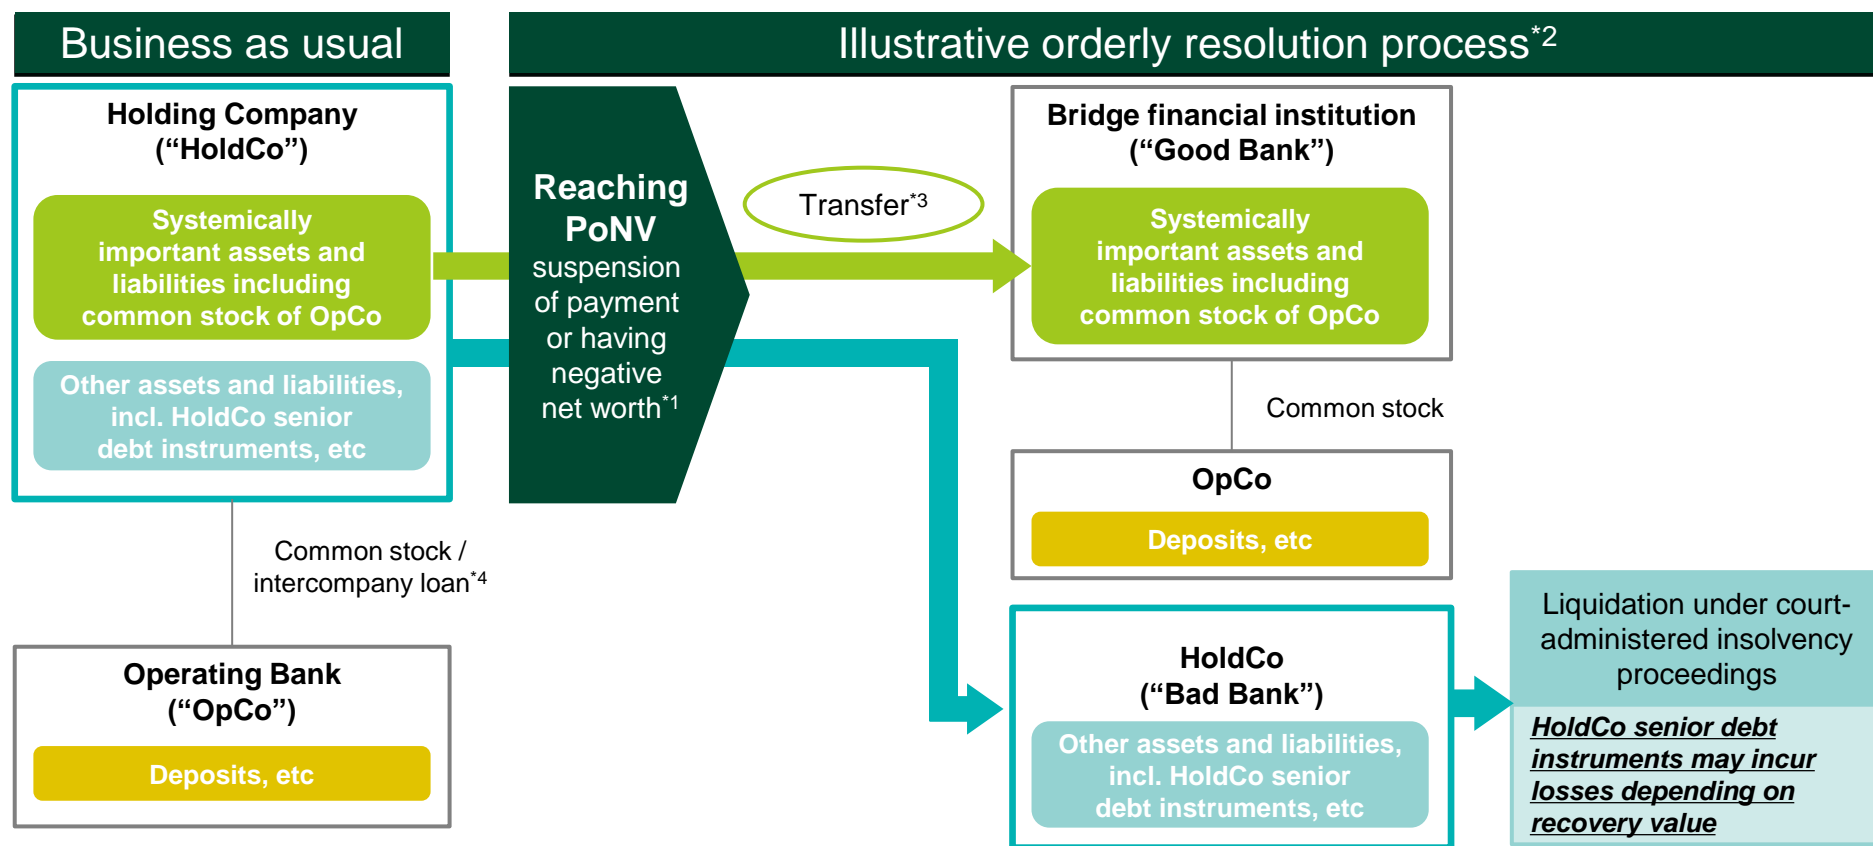 Business as usual
Illustrative orderly resolution process*2
Holding Company
(“HoldCo”)
Systemically
important assets and
liabilities including
common stock of OpCo
Other assets and liabilities,
incl. HoldCo senior
debt instruments, etc
Common stock /
intercompany loan*4
Operating Bank
(“OpCo”)
Deposits, etc
Reaching
PoNV
suspension
of payment
or having
negative
net worth*1
Transfer*3
Bridge financial institution
(“Good Bank”)
Systemically
important assets and
liabilities including
common stock of OpCo
Common stock
OpCo
Deposits, etc
HoldCo
(“Bad Bank”)
Other assets and liabilities,
incl. HoldCo senior
debt instruments, etc
Liquidation under court-
administered insolvency
proceedings
HoldCo senior debt
instruments may incur
losses depending on
recovery value